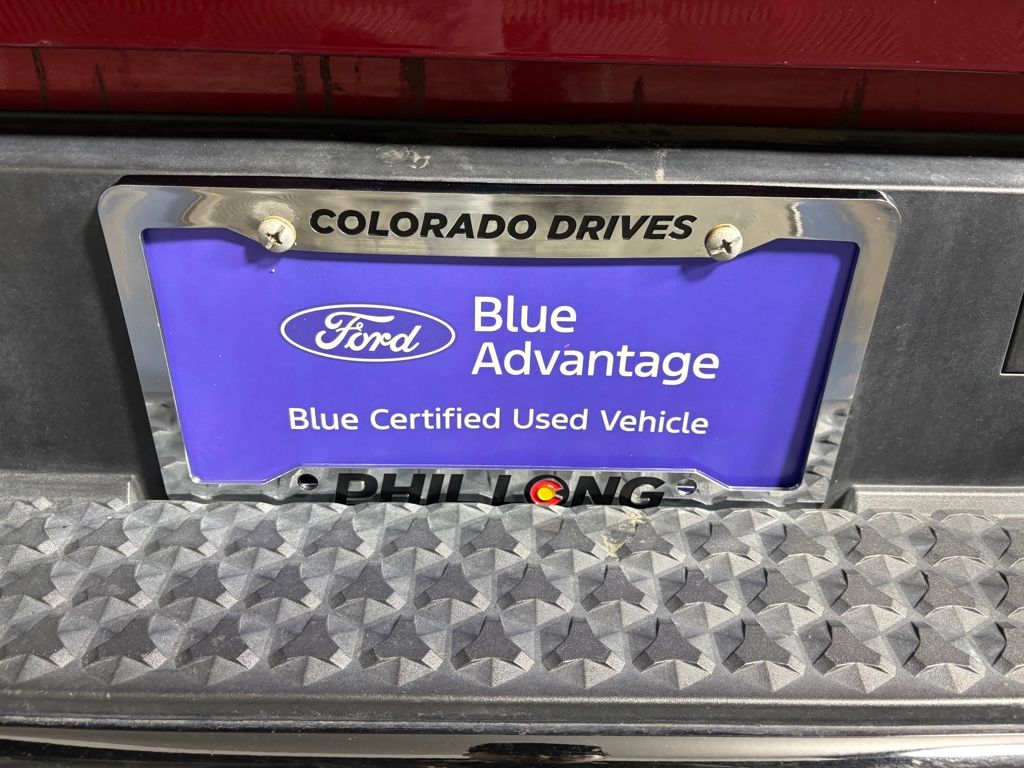 COLORADO DRIVES
Ford
Blue
Advantage
Blue Certified Used Vehicle
PHIL LONG